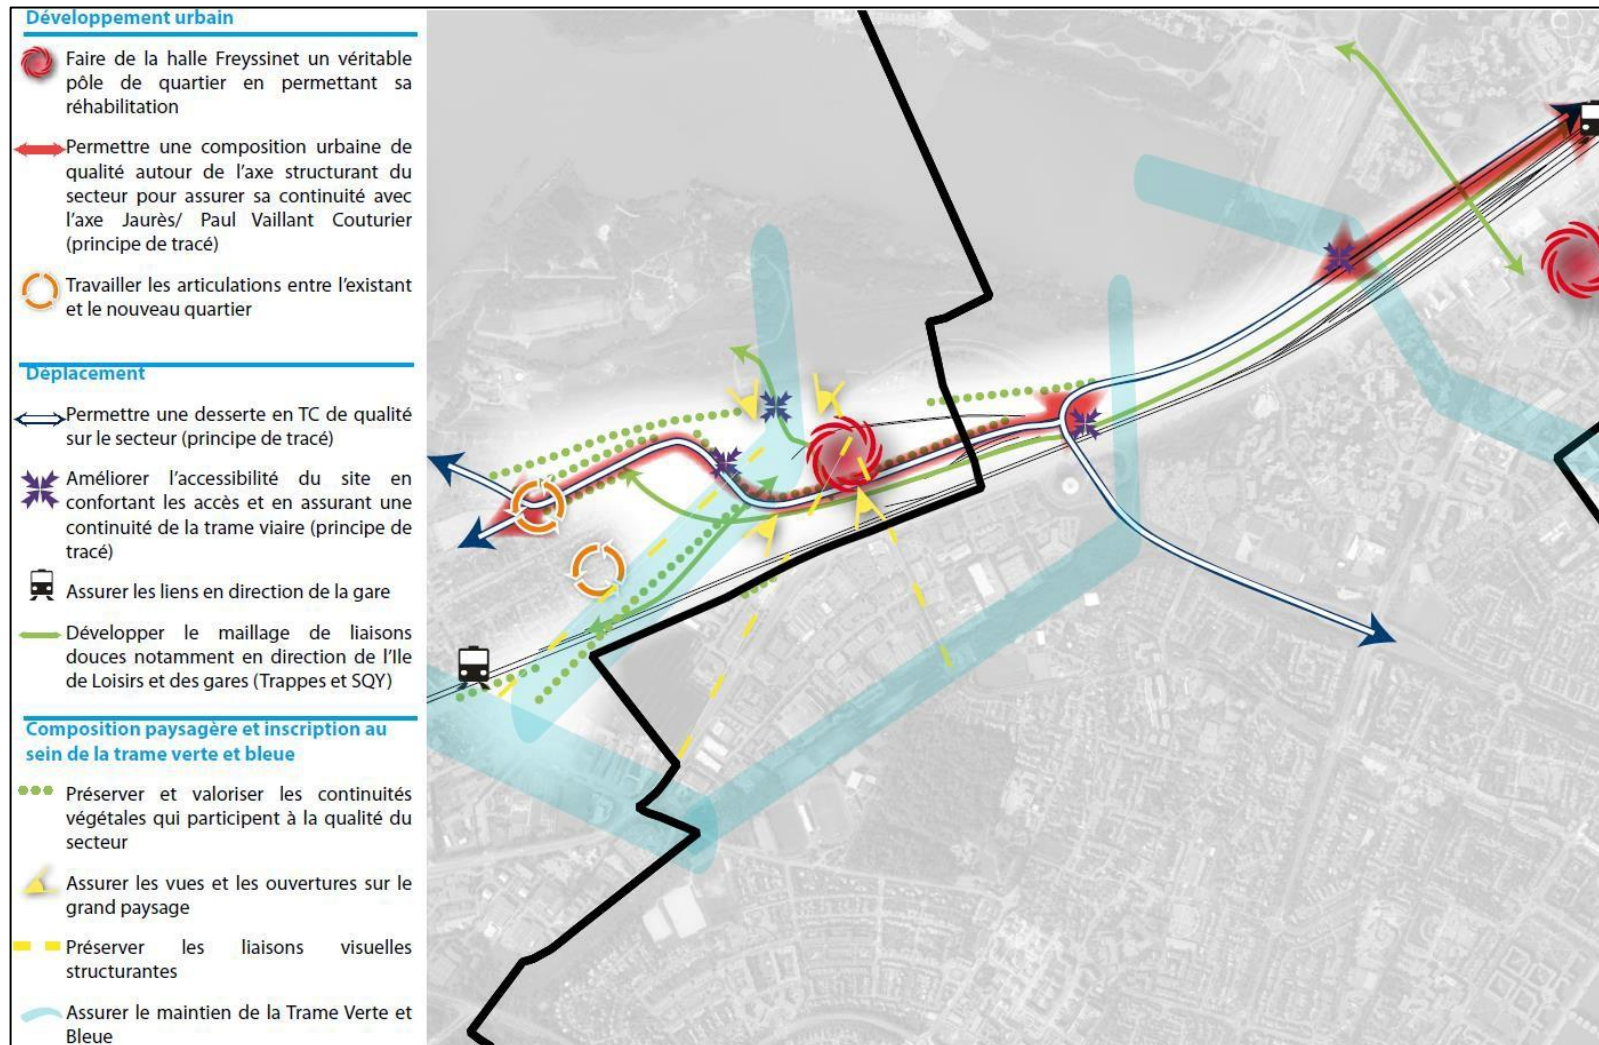 Développement urbain
Faire de la halle Freyssinet un véritable
pôle de quartier en permettant sa
réhabilitation
Permettre une composition urbaine de
qualité autour de l'axe structurant du
secteur pour assurer sa continuité avec
l'axe Jaurès/ Paul Vaillant Couturier
(principe de tracé)
Travailler les articulations entre l'existant
et le nouveau quartier
Déplacement
Permettre une desserte en TC de qualité
sur le secteur (principe de tracé)
Améliorer l'accessibilité du site en
confortant les accès et en assurant une
continuité de la trame viaire (principe de
tracé)
Assurer les liens en direction de la gare
Développer le maillage de liaisons
douces notamment en direction de l'Ile
de Loisirs et des gares (Trappes et SQY)
Composition paysagère et inscription au
sein de la trame verte et bleue
Préserver et valoriser les continuités
végétales qui participent à la qualité du
secteur
Assurer les vues et les ouvertures sur le
grand paysage
Préserver les liaisons visuelles
structurantes
Assurer le maintien de la Trame Verte et
Bleue